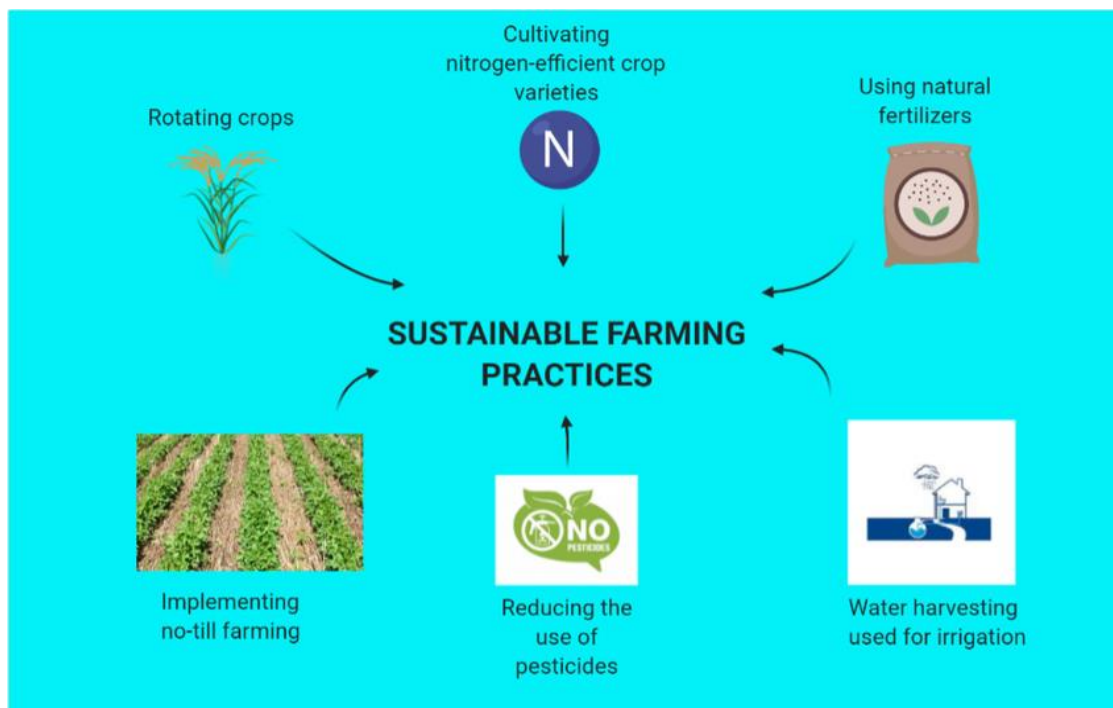 Cultivating
nitrogen-efficient crop
varieties
N
Rotating crops
Using natural
fertilizers
SUSTAINABLE FARMING
PRACTICES
Implementing
no-till farming
NO
PESTICIDES
Reducing the
use of
pesticides
Water harvesting
used for irrigation